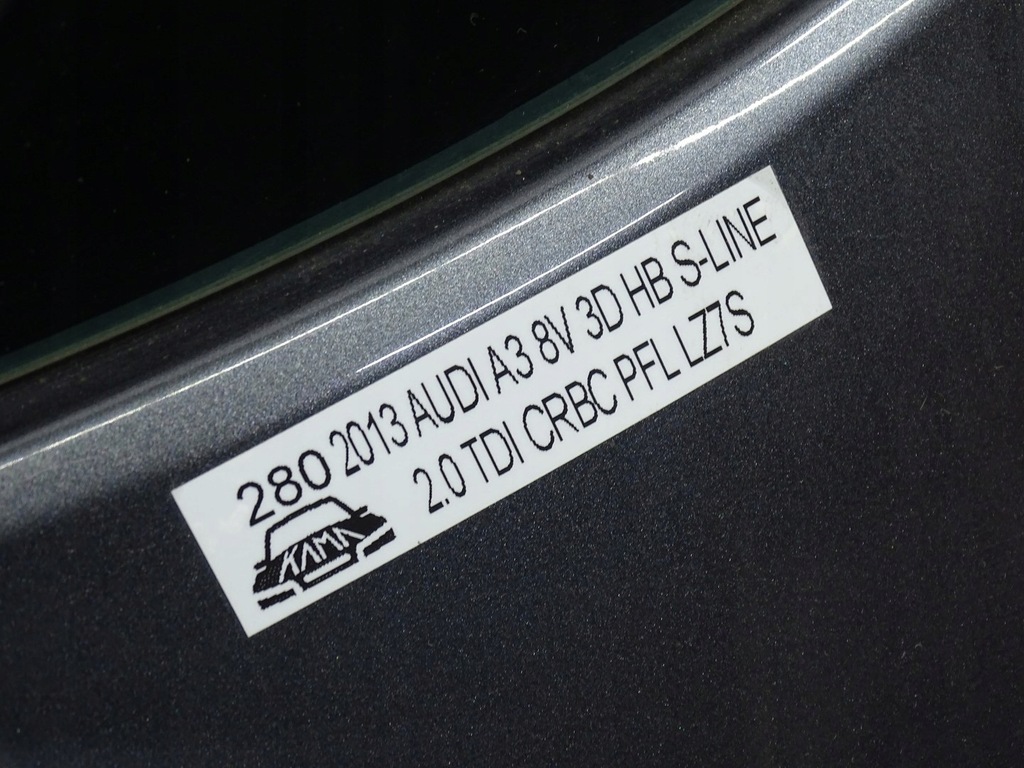 280 2013 AUDI A3 8V 3D HB S-LINE
2.0 TDI CRBC PFL LZ7S
KAMA